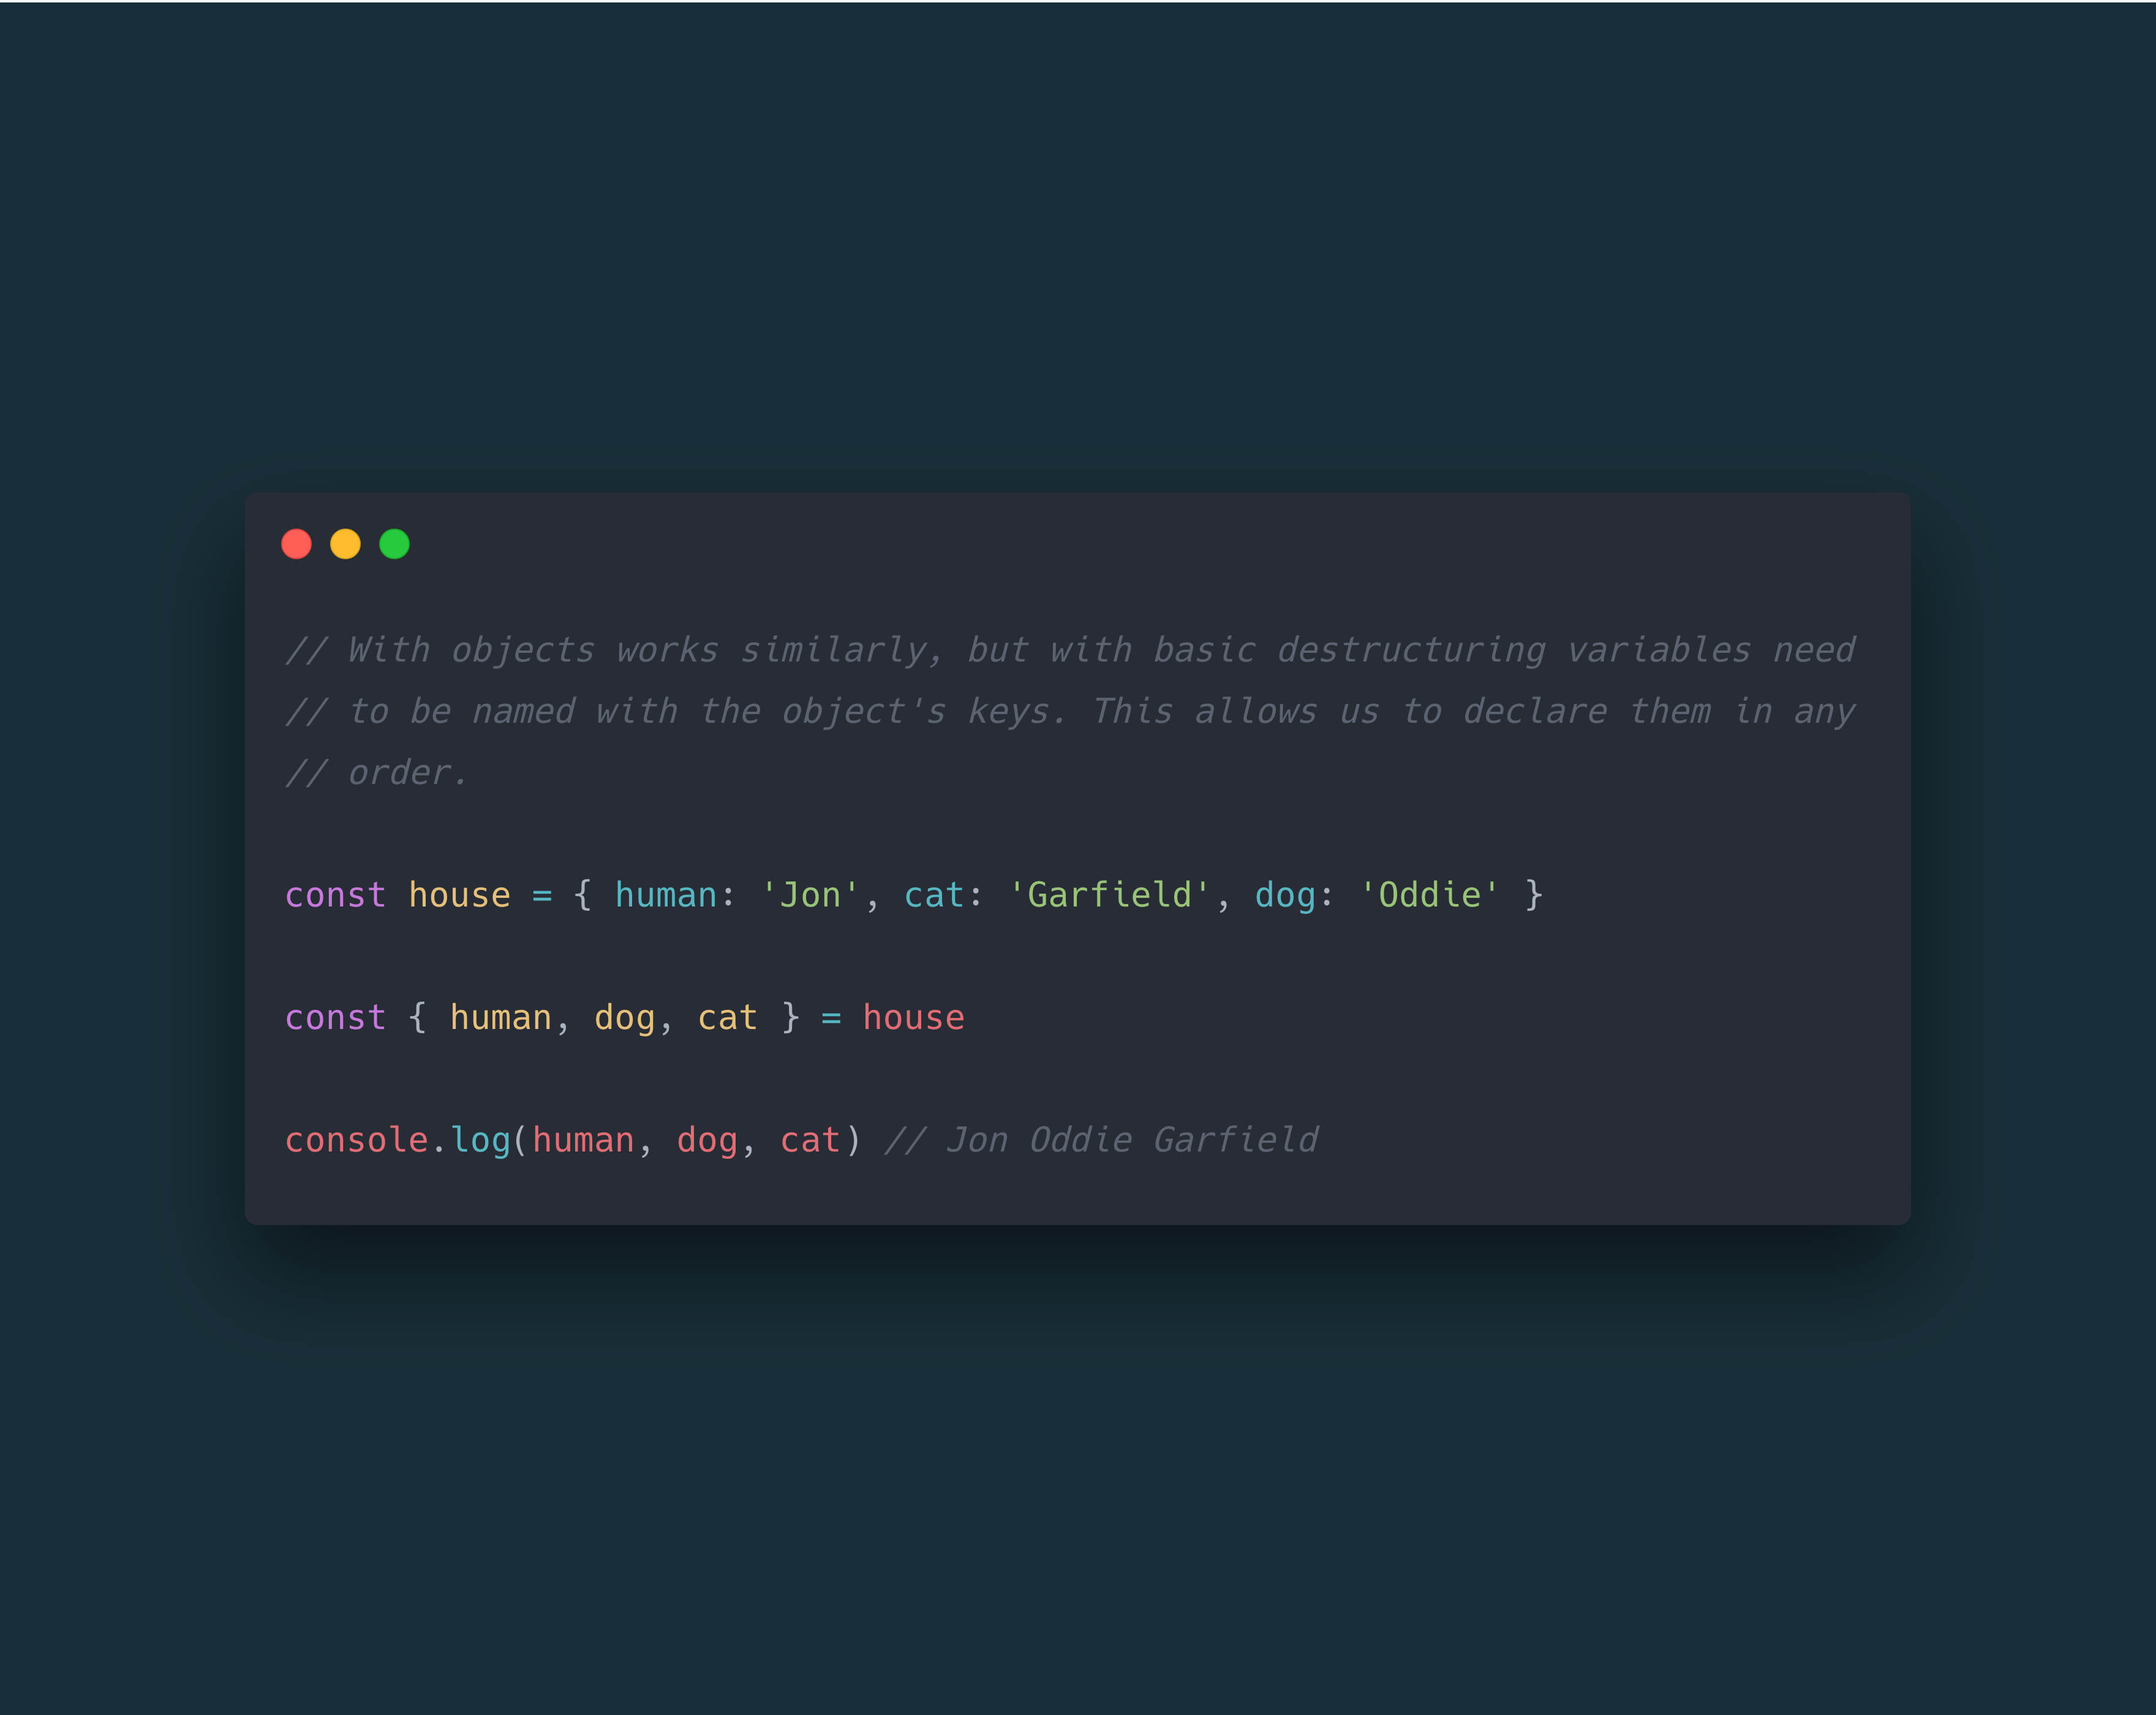 // With objects works similarly, but with basic destructuring variables need
// to be named with the object's keys. This allows us to declare them in any
// order.
const house = { human: 'Jon', cat: 'Garfield', dog: 'Oddie' }
const { human, dog, cat } = house
console.log(human, dog, cat) // Jon Oddie Garfield